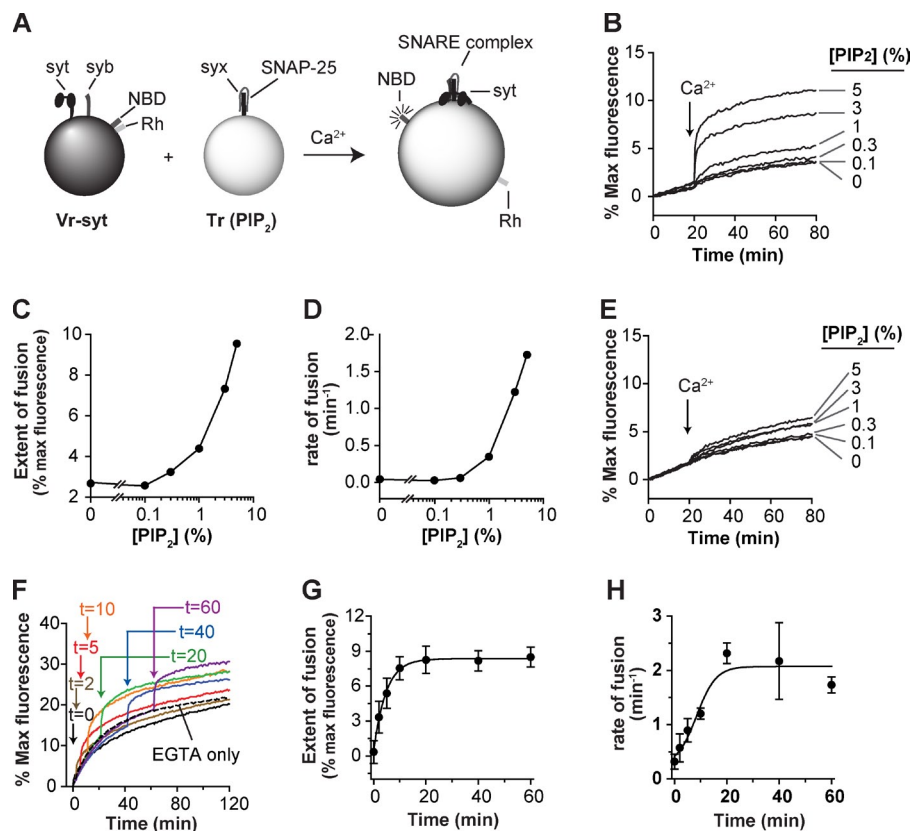 A
syt
syb
NBD
Rh
Vr-syt
+
syx
SNAP-25
Tr (PIP₂)
Ca²⁺
SNARE complex
NBD
syt
Rh
B
[PIP₂] (%)
Ca²⁺
5
3
1
0.3
0.1
0
% Max fluorescence
15
10
5
0
0 20 40 60 80
Time (min)
C
Extent of fusion
(% max fluorescence)
10
8
6
4
2
0 0.1 1 10
[PIP₂] (%)
D
rate of fusion
(min⁻¹)
2.0
1.5
1.0
0.5
0.0
0 0.1 1 10
[PIP₂] (%)
E
[PIP₂] (%)
Ca²⁺
5
3
1
0.3
0.1
0
% Max fluorescence
15
10
5
0
0 20 40 60 80
Time (min)
F
% Max fluorescence
40
30
20
10
0
t=10
t=5
t=2
t=0
t=60
t=40
t=20
EGTA only
0 40 80 120
Time (min)
G
Extent of fusion
(% max fluorescence)
12
9
6
3
0
0 20 40 60
Time (min)
H
rate of fusion
(min⁻¹)
3
2
1
0
0 20 40 60
Time (min)